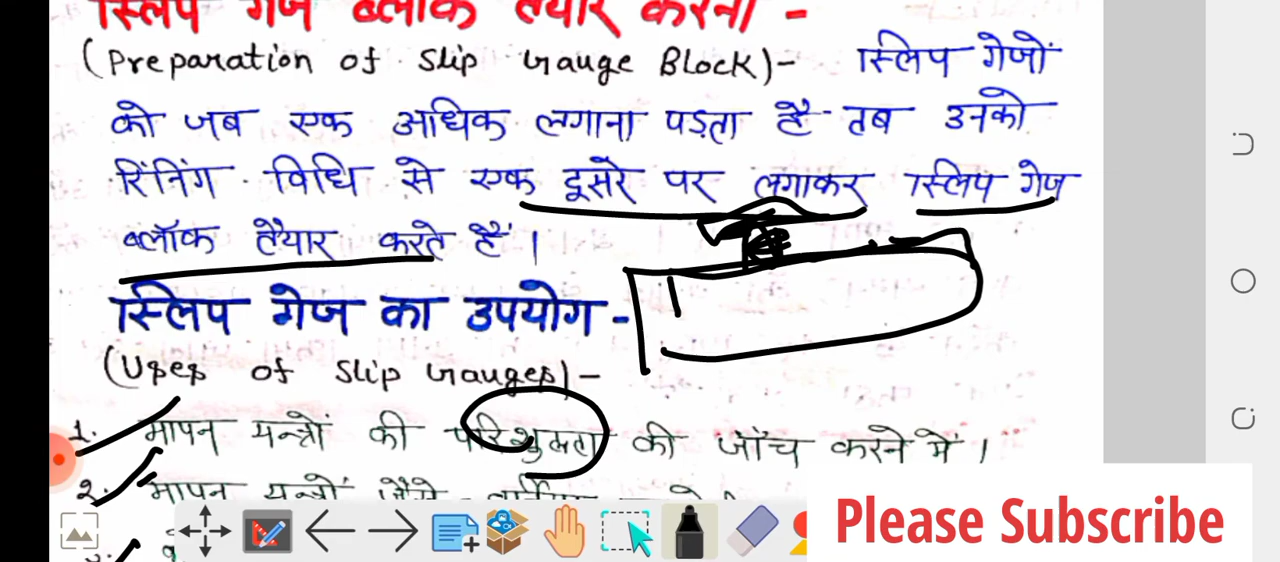 स्लिप गेज ब्लॉक तैयार करना -
(Preparation of Slip Gauge Block)- स्लिप गेजों
को जब एक अधिक लगाना पड़ता है तब उनको
रिंनिंग विधि से एक दूसरे पर लगाकर स्लिप गेज
ब्लॉक तैयार करते हैं।
स्लिप गेज का उपयोग -
(Uses of Slip Gauges)-
1. मापन यन्त्रों की परिशुद्धता की जाँच करने में।
2. मापन यन्त्रों जैसे
Please Subscribe